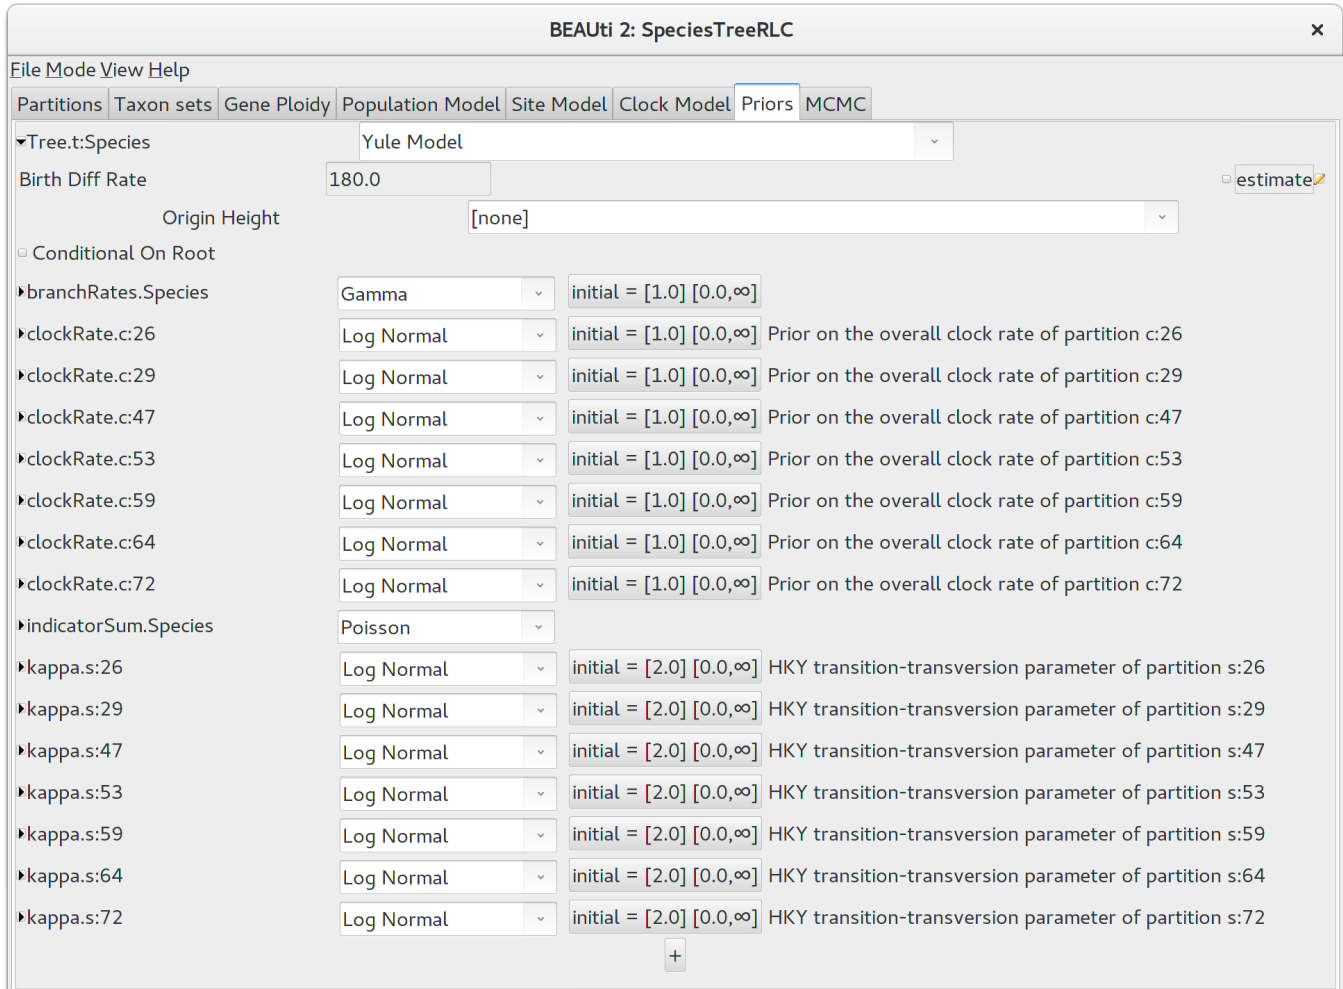 BEAUti 2: SpeciesTreeRLC ×
File Mode View Help
Partitions Taxon sets Gene Ploidy Population Model Site Model Clock Model Priors MCMC
Tree.t:Species Yule Model
Birth Diff Rate 180.0 estimate
Origin Height [none]
Conditional On Root
branchRates.Species Gamma initial = [1.0] [0.0,∞]
clockRate.c:26 Log Normal initial = [1.0] [0.0,∞] Prior on the overall clock rate of partition c:26
clockRate.c:29 Log Normal initial = [1.0] [0.0,∞] Prior on the overall clock rate of partition c:29
clockRate.c:47 Log Normal initial = [1.0] [0.0,∞] Prior on the overall clock rate of partition c:47
clockRate.c:53 Log Normal initial = [1.0] [0.0,∞] Prior on the overall clock rate of partition c:53
clockRate.c:59 Log Normal initial = [1.0] [0.0,∞] Prior on the overall clock rate of partition c:59
clockRate.c:64 Log Normal initial = [1.0] [0.0,∞] Prior on the overall clock rate of partition c:64
clockRate.c:72 Log Normal initial = [1.0] [0.0,∞] Prior on the overall clock rate of partition c:72
indicatorSum.Species Poisson
kappa.s:26 Log Normal initial = [2.0] [0.0,∞] HKY transition-transversion parameter of partition s:26
kappa.s:29 Log Normal initial = [2.0] [0.0,∞] HKY transition-transversion parameter of partition s:29
kappa.s:47 Log Normal initial = [2.0] [0.0,∞] HKY transition-transversion parameter of partition s:47
kappa.s:53 Log Normal initial = [2.0] [0.0,∞] HKY transition-transversion parameter of partition s:53
kappa.s:59 Log Normal initial = [2.0] [0.0,∞] HKY transition-transversion parameter of partition s:59
kappa.s:64 Log Normal initial = [2.0] [0.0,∞] HKY transition-transversion parameter of partition s:64
kappa.s:72 Log Normal initial = [2.0] [0.0,∞] HKY transition-transversion parameter of partition s:72
+